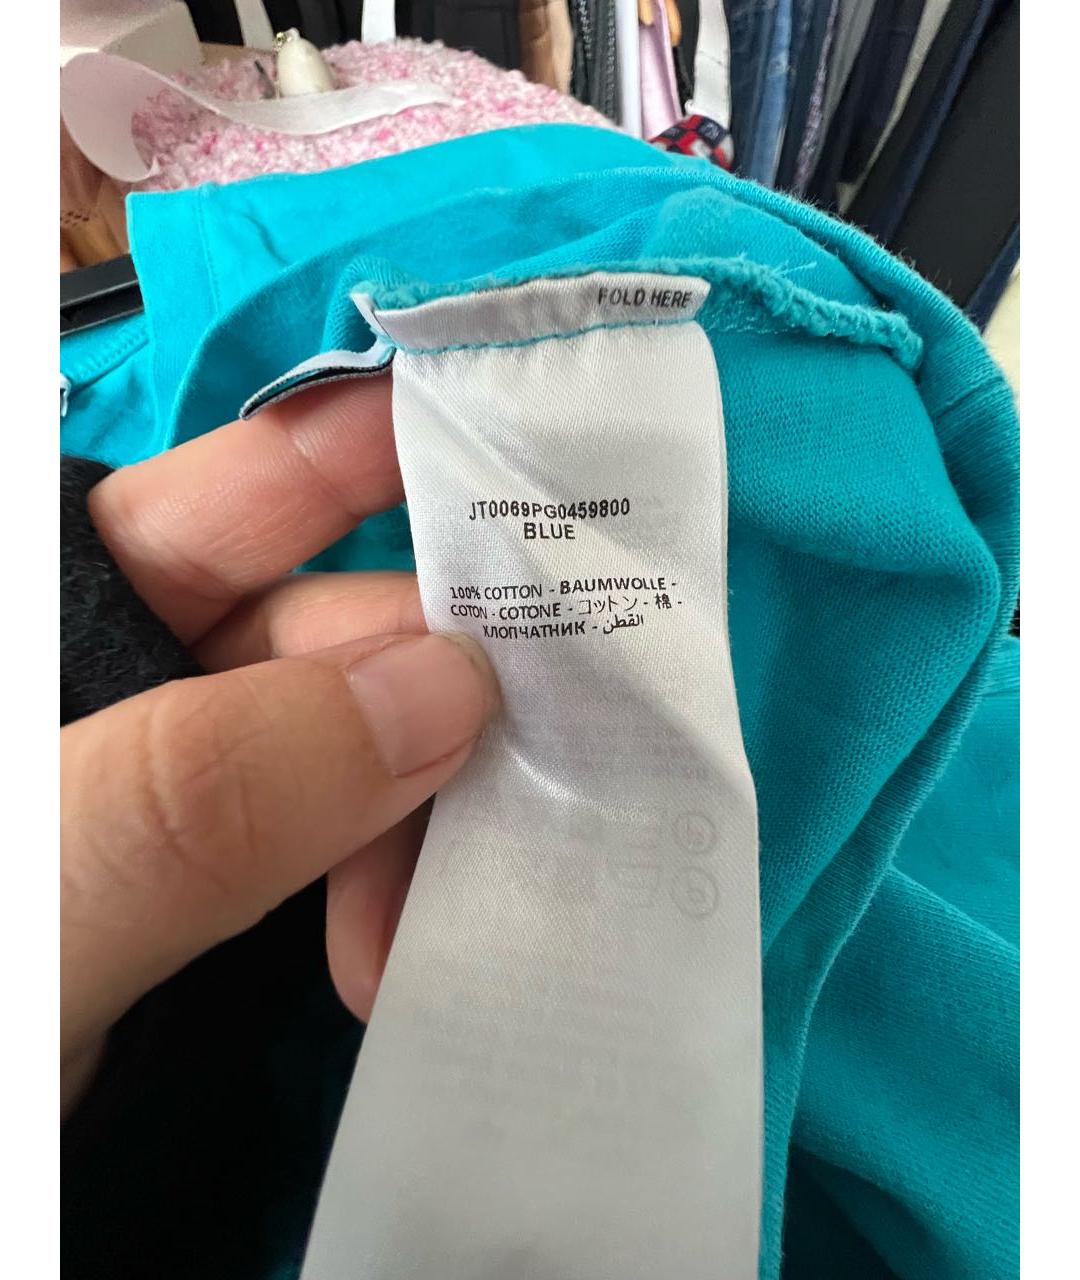 FOLD HERE
JT0069PG0459800
BLUE
100% COTTON - BAUMWOLLE -
COTON - COTONE - コットン - 棉 -
ХЛОПЧАТНИК - القطن